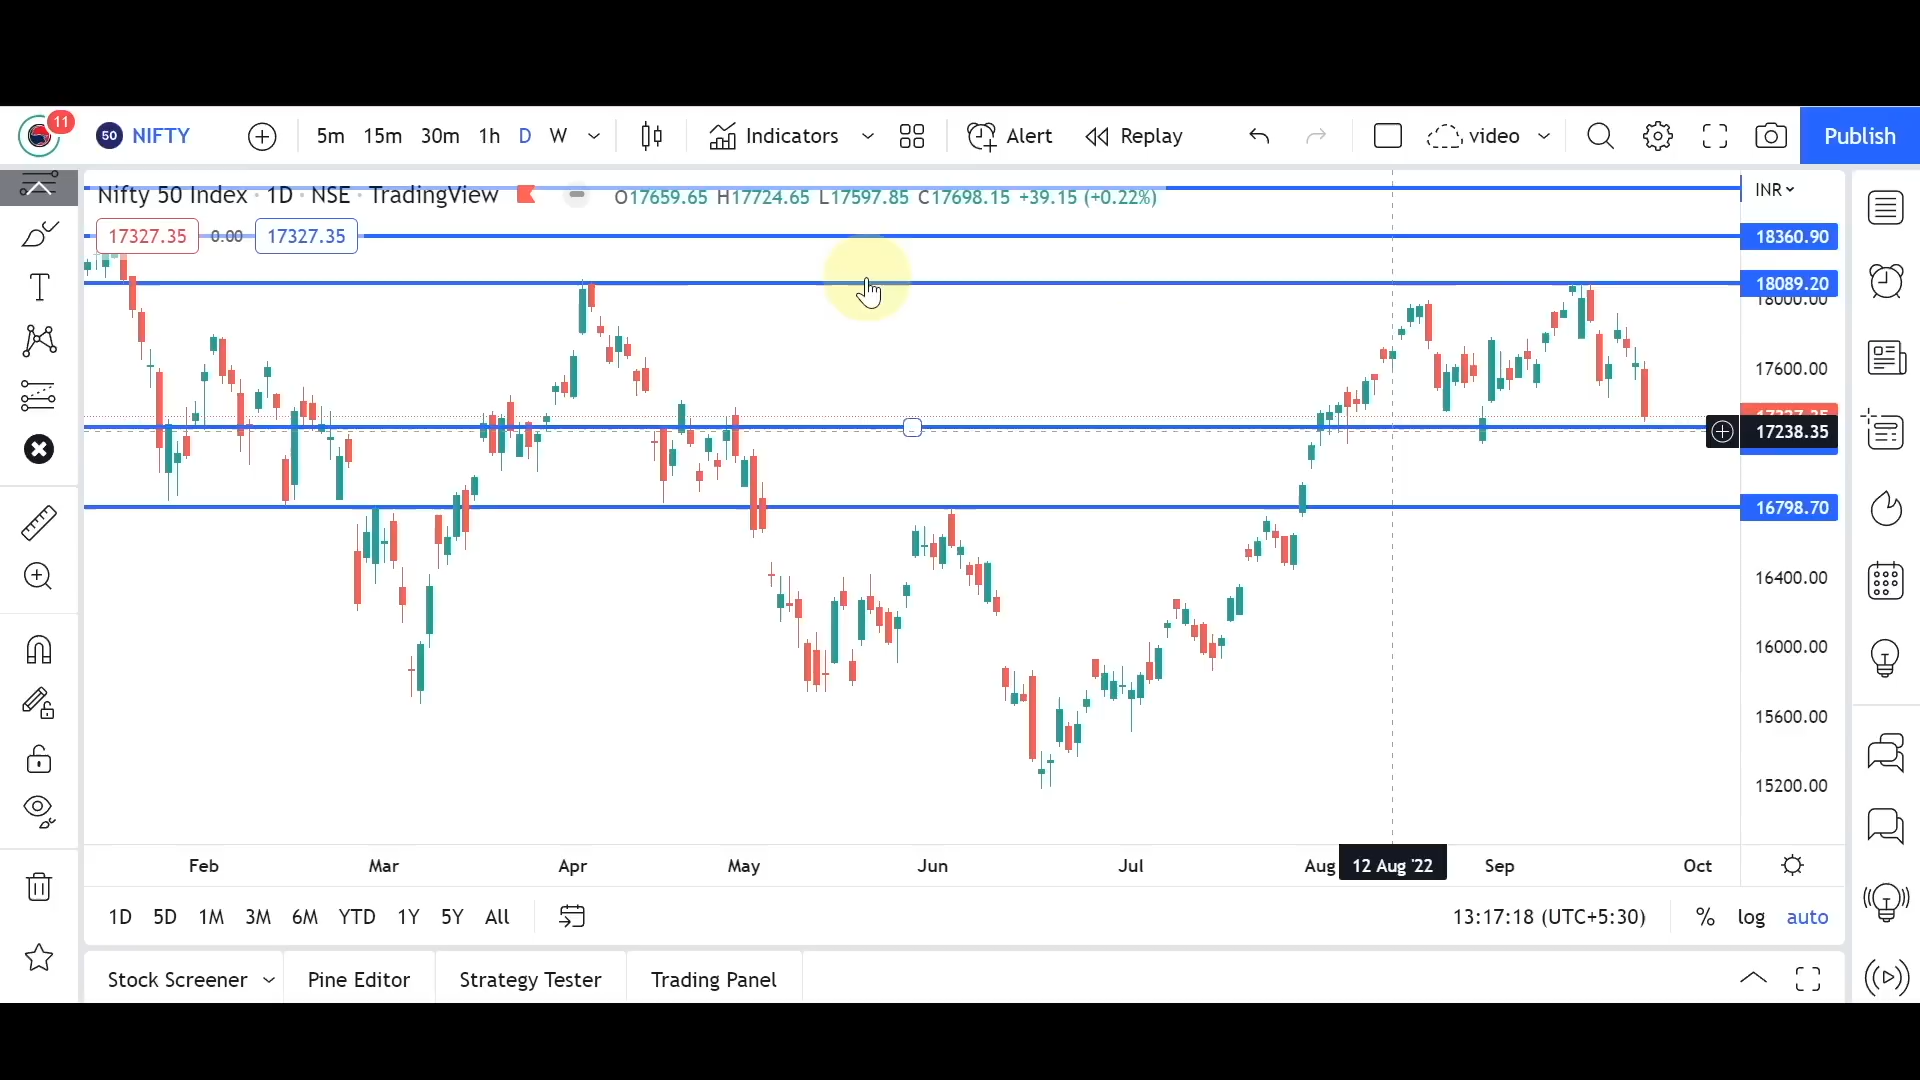 11
50 NIFTY 5m 15m 30m 1h D W Indicators Alert Replay video Publish
Nifty 50 Index · 1D · NSE · TradingView O17659.65 H17724.65 L17597.85 C17698.15 +39.15 (+0.22%) INR
17327.35 0.00 17327.35 18360.90
18089.20
18000.00
17600.00
17327.35
17238.35
16798.70
16400.00
16000.00
15600.00
15200.00
Feb Mar Apr May Jun Jul Aug 12 Aug '22 Sep Oct
1D 5D 1M 3M 6M YTD 1Y 5Y All 13:17:18 (UTC+5:30) % log auto
Stock Screener Pine Editor Strategy Tester Trading Panel